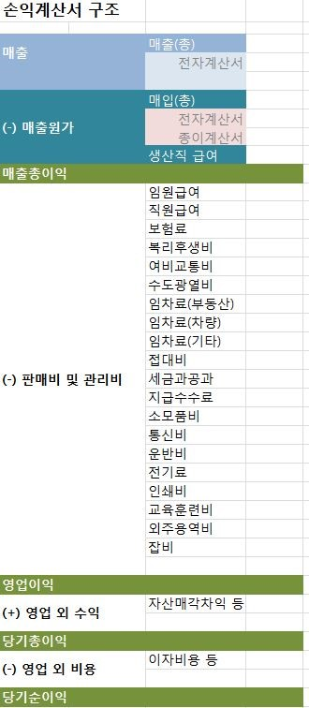 손익계산서 구조
매출
매출(총)
전자계산서
(-) 매출원가
매입(총)
전자계산서
종이계산서
생산직 급여
매출총이익
(-) 판매비 및 관리비
임원급여
직원급여
보험료
복리후생비
여비교통비
수도광열비
임차료(부동산)
임차료(차량)
임차료(기타)
접대비
세금과공과
지급수수료
소모품비
통신비
운반비
전기료
인쇄비
교육훈련비
외주용역비
잡비
영업이익
(+) 영업 외 수익
자산매각차익 등
당기총이익
(-) 영업 외 비용
이자비용 등
당기순이익